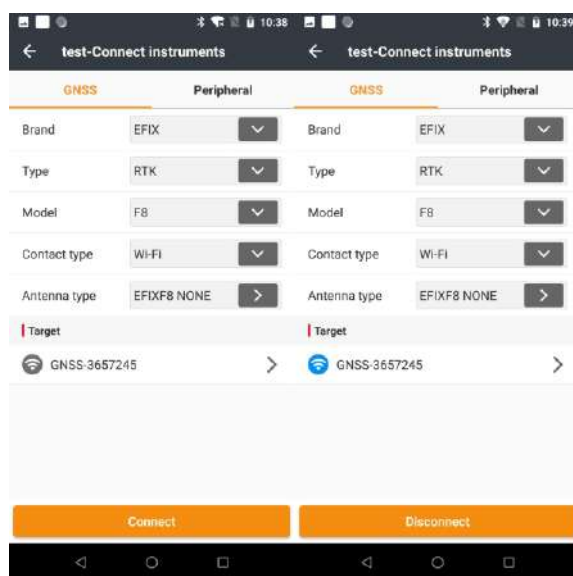 10:38
test-Connect instruments
GNSS Peripheral
Brand EFIX
Type RTK
Model F8
Contact type Wi-Fi
Antenna type EFIXF8 NONE
Target
GNSS-3657245
Connect
10:39
test-Connect instruments
GNSS Peripheral
Brand EFIX
Type RTK
Model F8
Contact type Wi-Fi
Antenna type EFIXF8 NONE
Target
GNSS-3657245
Disconnect